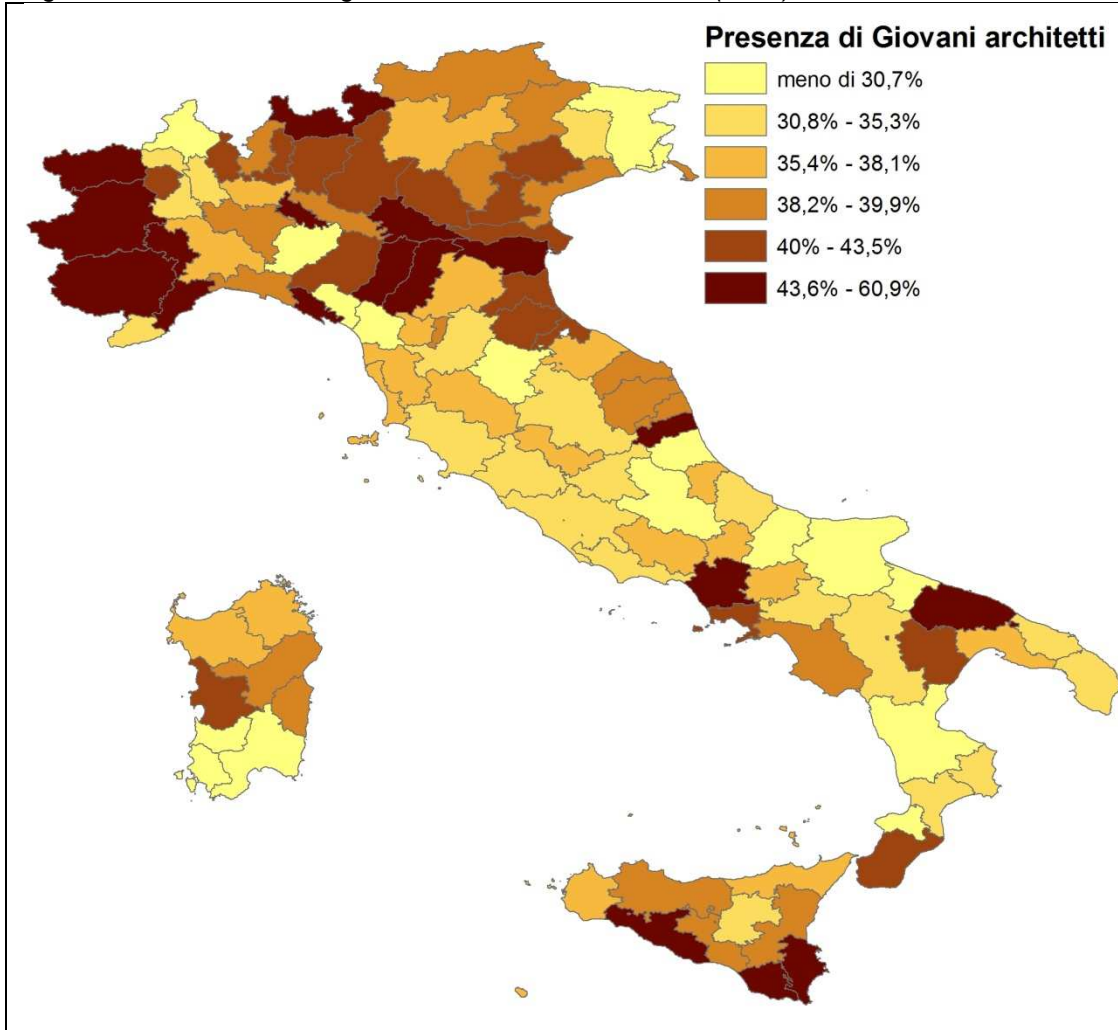 Presenza di Giovani architetti
meno di 30,7%
30,8% - 35,3%
35,4% - 38,1%
38,2% - 39,9%
40% - 43,5%
43,6% - 60,9%